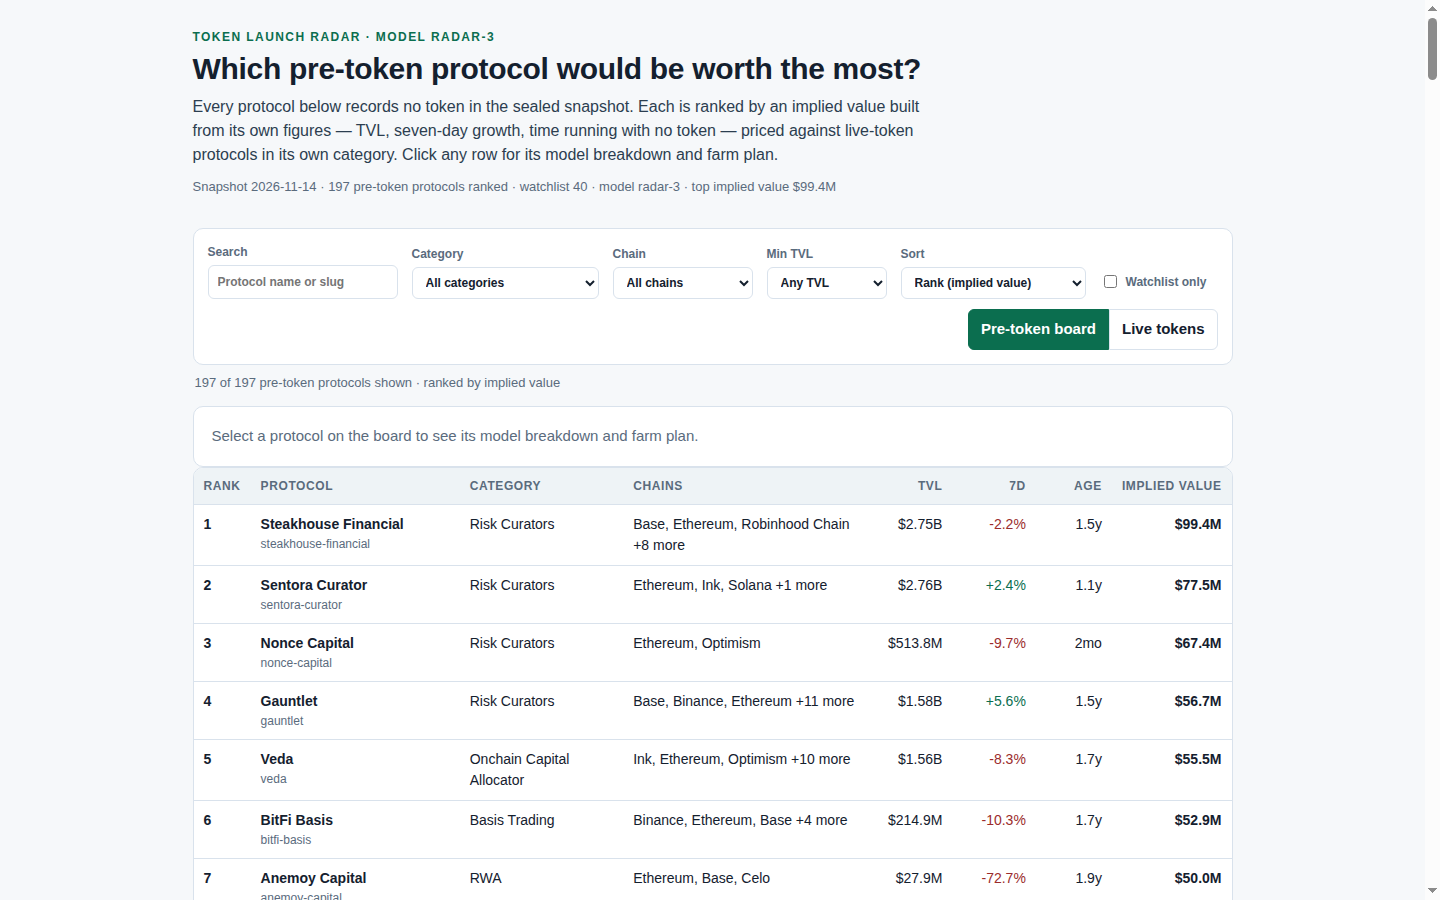 TOKEN LAUNCH RADAR · MODEL RADAR-3
Which pre-token protocol would be worth the most?
Every protocol below records no token in the sealed snapshot. Each is ranked by an implied value built
from its own figures — TVL, seven-day growth, time running with no token — priced against live-token
protocols in its own category. Click any row for its model breakdown and farm plan.
Snapshot 2026-11-14 · 197 pre-token protocols ranked · watchlist 40 · model radar-3 · top implied value $99.4M
Search Category Chain Min TVL Sort
Protocol name or slug All categories All chains Any TVL Rank (implied value) Watchlist only
Pre-token board Live tokens
197 of 197 pre-token protocols shown · ranked by implied value
Select a protocol on the board to see its model breakdown and farm plan.
RANK PROTOCOL CATEGORY CHAINS TVL 7D AGE IMPLIED VALUE
1 Steakhouse Financial Risk Curators Base, Ethereum, Robinhood Chain $2.75B -2.2% 1.5y $99.4M
steakhouse-financial +8 more
2 Sentora Curator Risk Curators Ethereum, Ink, Solana +1 more $2.76B +2.4% 1.1y $77.5M
sentora-curator
3 Nonce Capital Risk Curators Ethereum, Optimism $513.8M -9.7% 2mo $67.4M
nonce-capital
4 Gauntlet Risk Curators Base, Binance, Ethereum +11 more $1.58B +5.6% 1.5y $56.7M
gauntlet
5 Veda Onchain Capital Ink, Ethereum, Optimism +10 more $1.56B -8.3% 1.7y $55.5M
veda Allocator
6 BitFi Basis Basis Trading Binance, Ethereum, Base +4 more $214.9M -10.3% 1.7y $52.9M
bitfi-basis
7 Anemoy Capital RWA Ethereum, Base, Celo $27.9M -72.7% 1.9y $50.0M
anemoy-capital